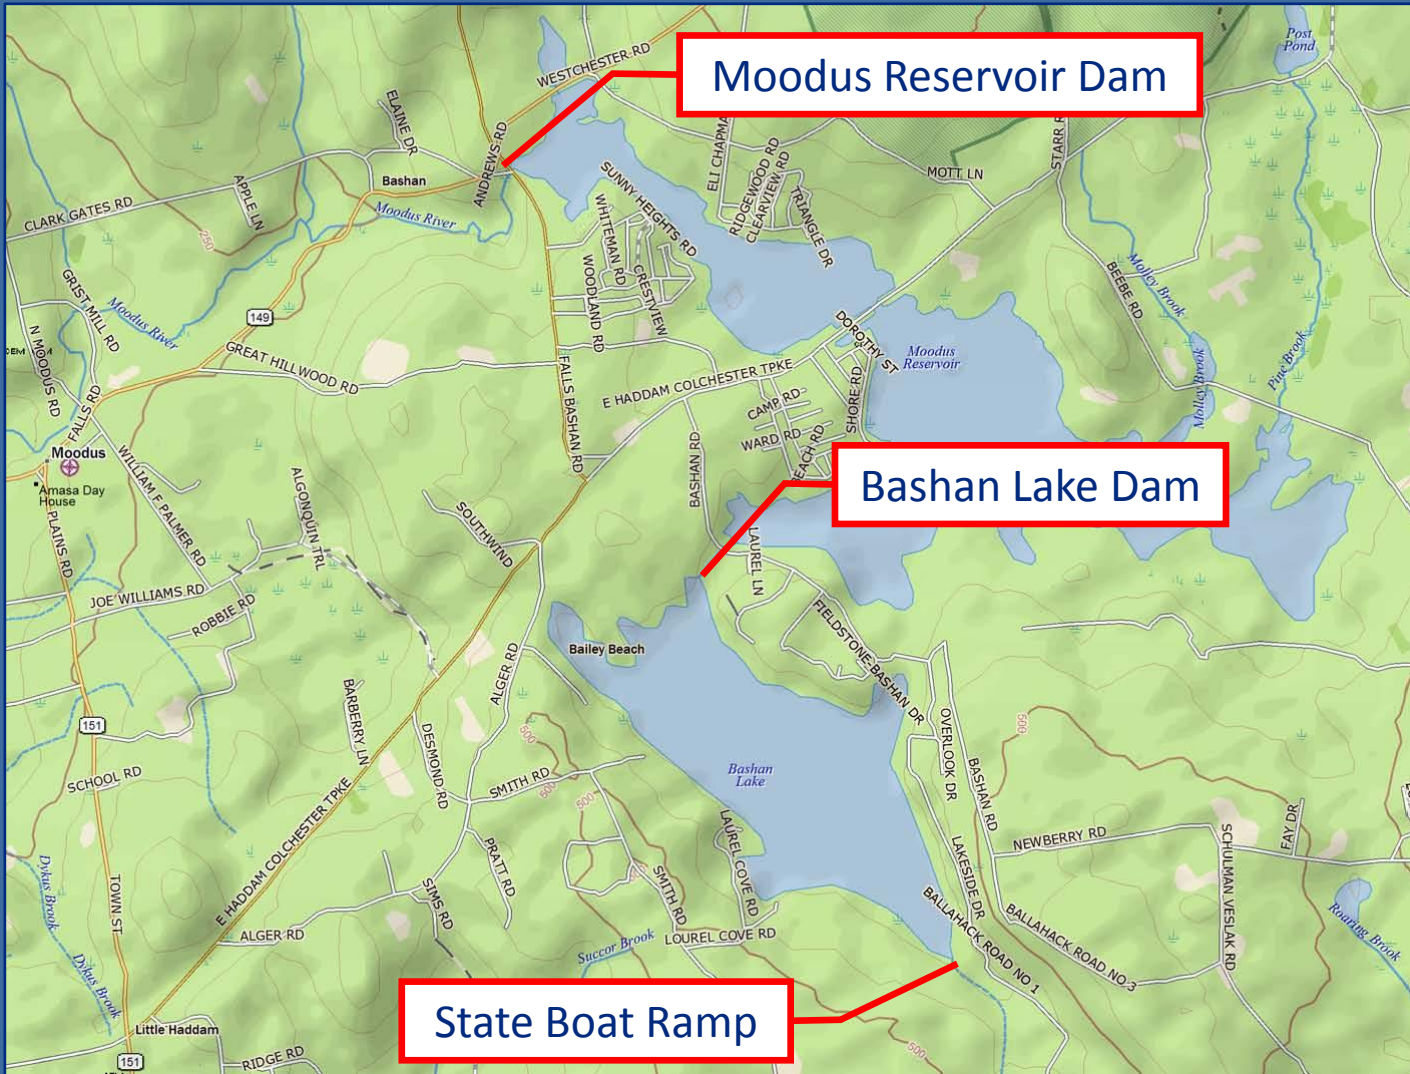 Post
Pond
WESTCHESTER RD
Moodus Reservoir Dam
ELAINE DR
ANDREWS RD
ELI CHAPMA
RIDGEWOOD RD
CLEARVIEW RD
TRIANGLE DR
STARR R
MOTT LN
Bashan
APPLE LN
CLARK GATES RD
250
Moodus River
SUNNY HEIGHTS RD
WHITEMAN RD
WOODLAND RD
CRESTVIEW
BEEBE RD
Molley Brook
GRIST MILL RD
Moodus River
149
N MOODUS RD
GREAT HILLWOOD RD
FALLS BASHAN RD
DOROTHY ST
Moodus
Reservoir
Molley Brook
Pine Brook
E HADDAM COLCHESTER TPKE
CAMP RD
SHORE RD
WARD RD
BEACH RD
FALLS RD
Moodus
Amasa Day
House
WILLIAM F PALMER RD
ALGONQUIN TRL
SOUTHWIND
BASHAN RD
Bashan Lake Dam
PLAINS RD
LAUREL LN
JOE WILLIAMS RD
ROBBIE RD
FIELDSTONE-BASHAN DR
Bailey Beach
ALGER RD
BARBERRY LN
DESMOND RD
151
OVERLOOK DR
500
BASHAN RD
500
SCHOOL RD
SMITH RD
500
500
Bashan
Lake
LAUREL COVE RD
LAKESIDE DR
NEWBERRY RD
SCHULMAN VESLAK RD
FAY DR
PRATT RD
E HADDAM COLCHESTER TPKE
SIMS RD
SMITH RD
Dykus Brook
TOWN ST
ALGER RD
Succor Brook
LOUREL COVE RD
BALLAHACK ROAD NO 1
BALLAHACK ROAD NO.3
Roaring Brook
Dykus Brook
State Boat Ramp
Little Haddam
151
RIDGE RD
500